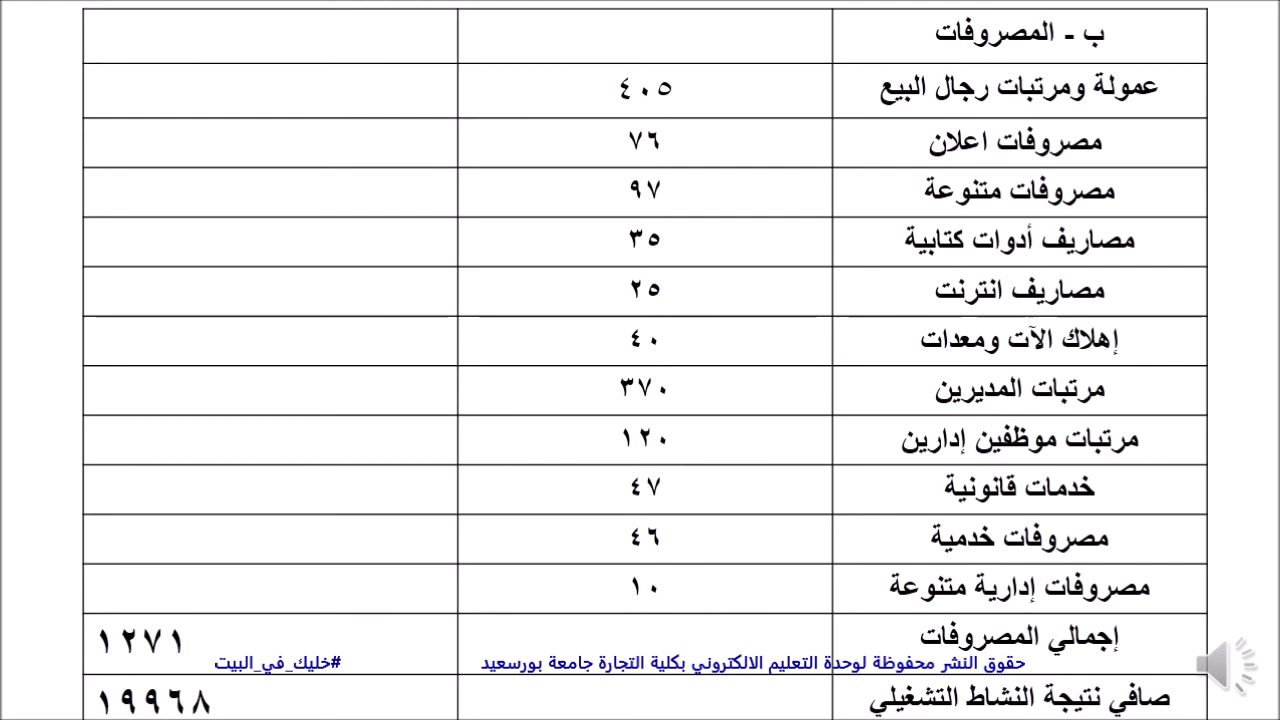 ب - المصروفات
عمولة ومرتبات رجال البيع ٤٠٥
مصروفات اعلان ٧٦
مصروفات متنوعة ٩٧
مصاريف أدوات كتابية ٣٥
مصاريف انترنت ٢٥
إهلاك الآت ومعدات ٤٠
مرتبات المديرين ٣٧٠
مرتبات موظفين إدارين ١٢٠
خدمات قانونية ٤٧
مصروفات خدمية ٤٦
مصروفات إدارية متنوعة ١٠
إجمالي المصروفات ١٢٧١
حقوق النشر محفوظة لوحدة التعليم الالكتروني بكلية التجارة جامعة بورسعيد #خليك_في_البيت
صافي نتيجة النشاط التشغيلي ١٩٩٦٨